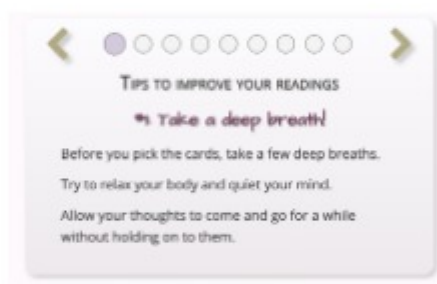 Tips to improve your readings
#1 Take a deep breath!
Before you pick the cards, take a few deep breaths.
Try to relax your body and quiet your mind.
Allow your thoughts to come and go for a while
without holding on to them.